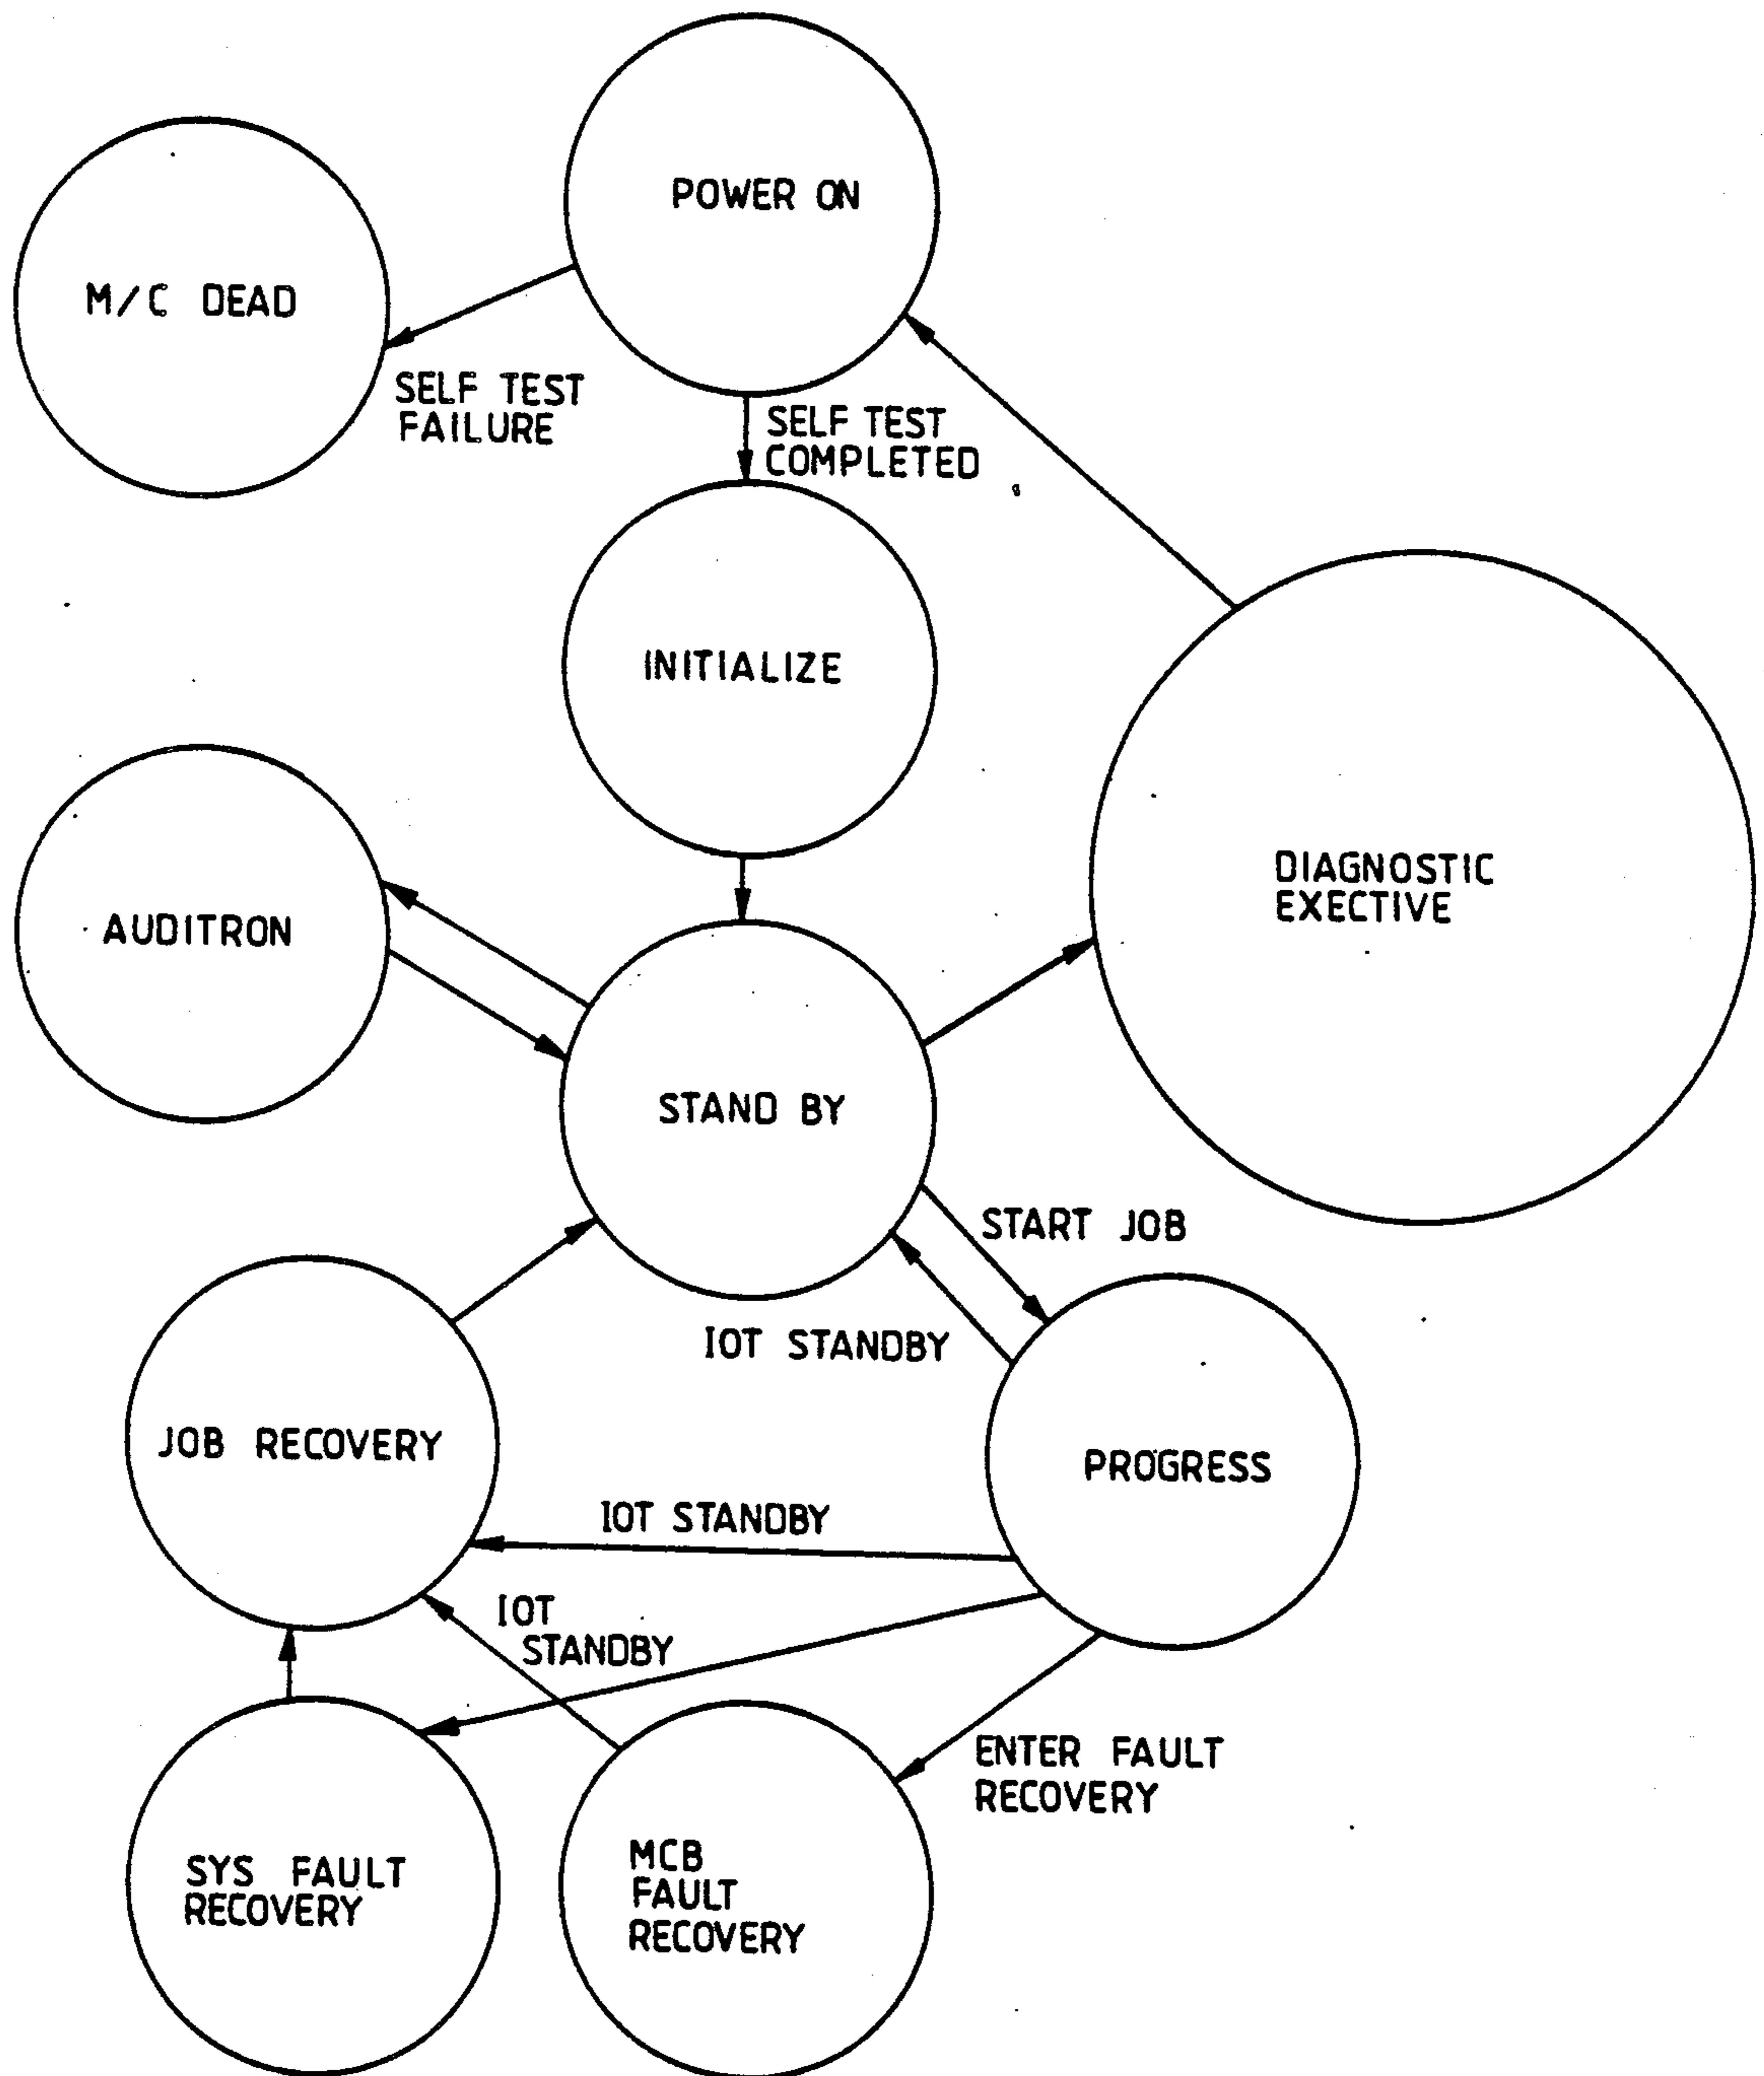 POWER ON
M/C DEAD
SELF TEST
FAILURE
SELF TEST
COMPLETED
INITIALIZE
DIAGNOSTIC
EXECTIVE
AUDITRON
STAND BY
START JOB
IOT STANDBY
JOB RECOVERY
PROGRESS
IOT STANDBY
IOT
STANDBY
ENTER FAULT
RECOVERY
SYS FAULT
RECOVERY
MCB
FAULT
RECOVERY